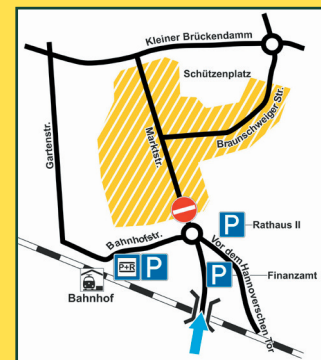 Kleiner Brückendamm
Schützenplatz
Gartenstr.
Marktstr.
Braunschweiger Str.
P
Rathaus II
Bahnhofstr.
Vor dem Hannoverschen Tor
P+R
P
P
Finanzamt
Bahnhof